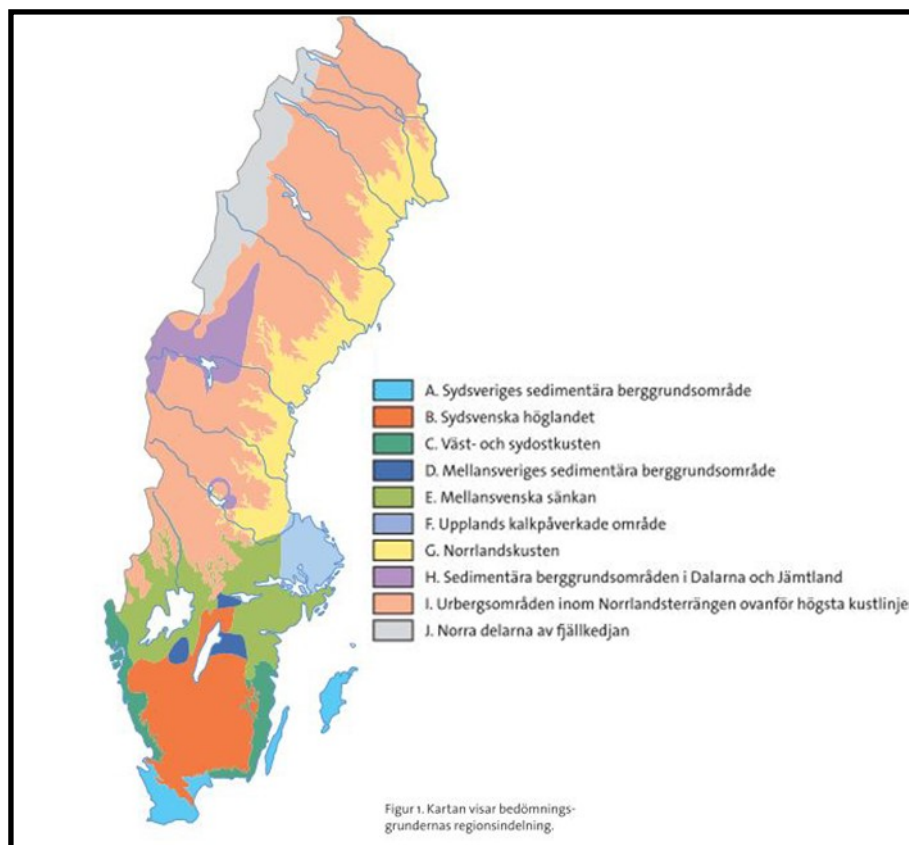 A. Sydsveriges sedimentära berggrundsområde
B. Sydsvenska höglandet
C. Väst- och sydostkusten
D. Mellansveriges sedimentära berggrundsområde
E. Mellansvenska sänkan
F. Upplands kalkpåverkade område
G. Norrlandskusten
H. Sedimentära berggrundsområden i Dalarna och Jämtland
I. Urbergsområden inom Norrlandsterrängen ovanför högsta kustlinje
J. Norra delarna av fjällkedjan
Figur 1. Kartan visar bedömnings-
grundernas regionsindelning.